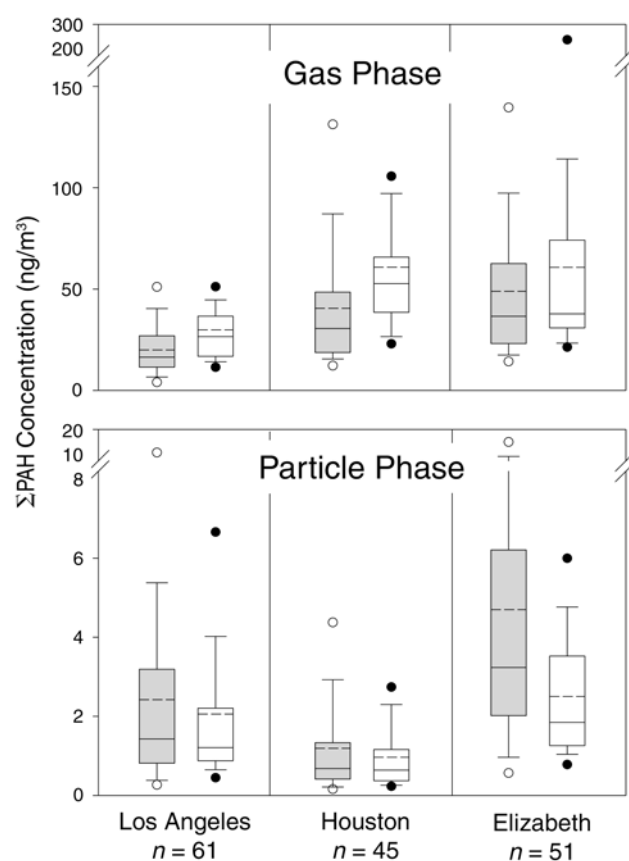 300
200
Gas Phase
150
100
50
0
ΣPAH Concentration (ng/m³)
20
10
Particle Phase
8
6
4
2
0
Los Angeles Houston Elizabeth
n = 61 n = 45 n = 51